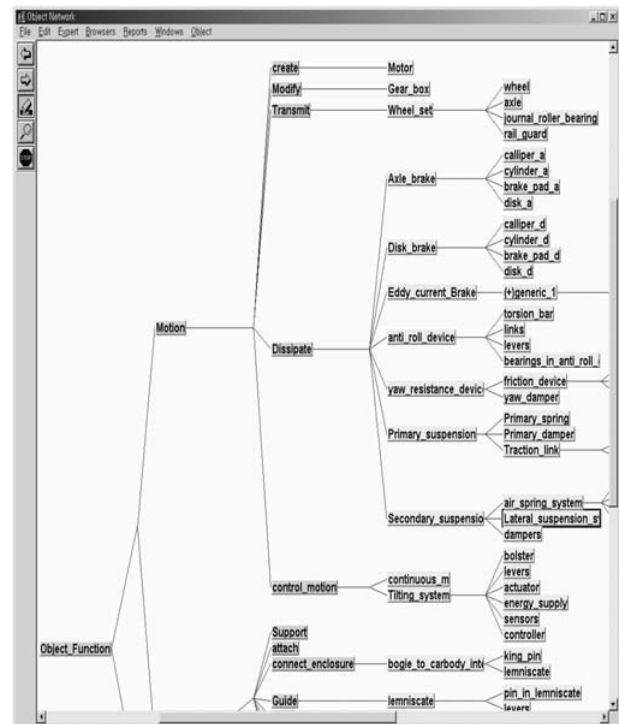 Object Network
File Edit Expert Browsers Reports Windows Object
create Motor
Modify Gear_box
Transmit Wheel_set
wheel
axle
journal_roller_bearing
rail_guard
Axle_brake
calliper_a
cylinder_a
brake_pad_a
disk_a
Disk_brake
calliper_d
cylinder_d
brake_pad_d
disk_d
Eddy_current_Brake (+)generic_1
Motion
Dissipate
anti_roll_device
torsion_bar
links
levers
bearings_in_anti_roll_
yaw_resistance_devic
friction_device
yaw_damper
Primary_suspension
Primary_spring
Primary_damper
Traction_link
Secondary_suspensio
air_spring_system
Lateral_suspension_s
dampers
control_motion
continuous_m
Tilting_system
bolster
levers
actuator
energy_supply
sensors
controller
Object_Function
Support
attach
connect_enclosure bogie_to_carbody_inte
king_pin
lemniscate
Guide lemniscate
pin_in_lemniscate
levers
STOP